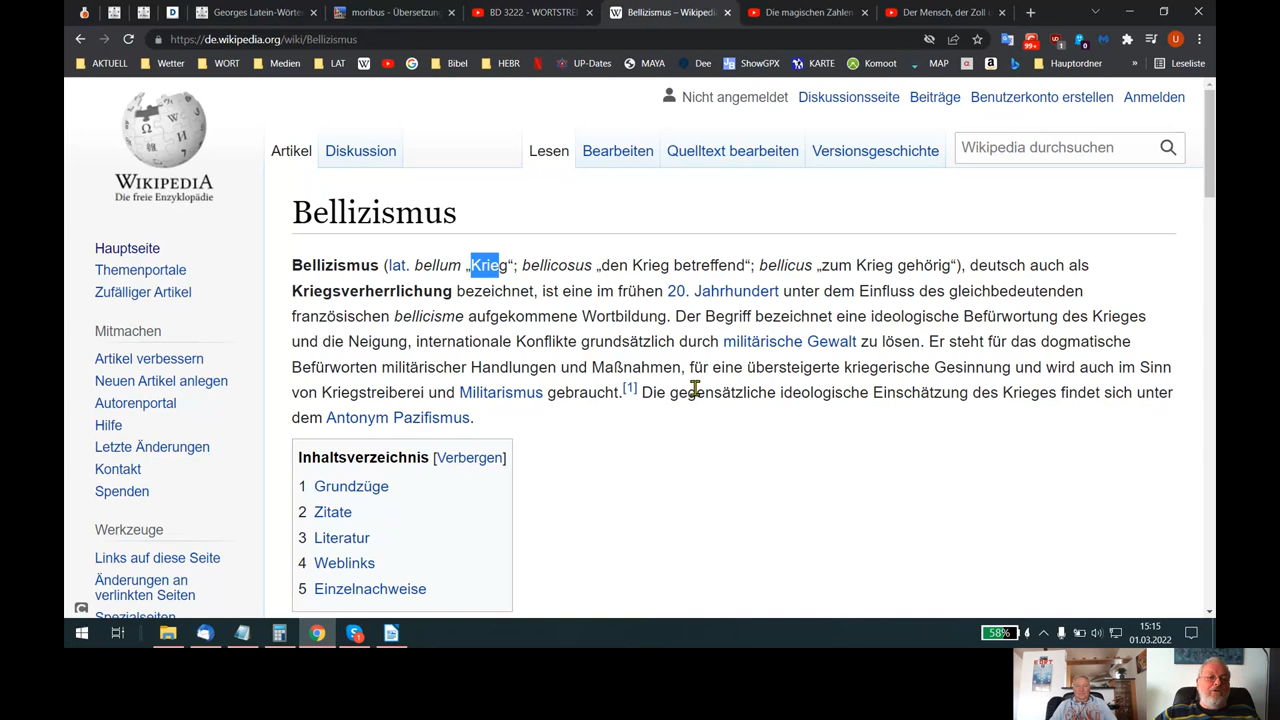 Georges Latein-Wörte
moribus - Übersetzung
BD 3222 - WORTSTRE
Bellizismus – Wikipedi
Die magischen Zahlen
Der Mensch, der Zoll u
https://de.wikipedia.org/wiki/Bellizismus
99+
1
0
U
AKTUELL
Wetter
WORT
Medien
LAT
Bibel
HEBR
UP-Dates
MAYA
Dee
ShowGPX
KARTE
Komoot
MAP
Hauptordner
»
Leseliste
Nicht angemeldet Diskussionsseite Beiträge Benutzerkonto erstellen Anmelden
WIKIPEDIA
Die freie Enzyklopädie
Artikel Diskussion Lesen Bearbeiten Quelltext bearbeiten Versionsgeschichte Wikipedia durchsuchen
Bellizismus
Bellizismus (lat. bellum „Krieg“; bellicosus „den Krieg betreffend“; bellicus „zum Krieg gehörig“), deutsch auch als
Kriegsverherrlichung bezeichnet, ist eine im frühen 20. Jahrhundert unter dem Einfluss des gleichbedeutenden
französischen bellicisme aufgekommene Wortbildung. Der Begriff bezeichnet eine ideologische Befürwortung des Krieges
und die Neigung, internationale Konflikte grundsätzlich durch militärische Gewalt zu lösen. Er steht für das dogmatische
Befürworten militärischer Handlungen und Maßnahmen, für eine übersteigerte kriegerische Gesinnung und wird auch im Sinn
von Kriegstreiberei und Militarismus gebraucht.[1] Die gegensätzliche ideologische Einschätzung des Krieges findet sich unter
dem Antonym Pazifismus.
Inhaltsverzeichnis [Verbergen]
1 Grundzüge
2 Zitate
3 Literatur
4 Weblinks
5 Einzelnachweise
Hauptseite
Themenportale
Zufälliger Artikel
Mitmachen
Artikel verbessern
Neuen Artikel anlegen
Autorenportal
Hilfe
Letzte Änderungen
Kontakt
Spenden
Werkzeuge
Links auf diese Seite
Änderungen an
verlinkten Seiten
Spezialseiten
58%
15:15
01.03.2022